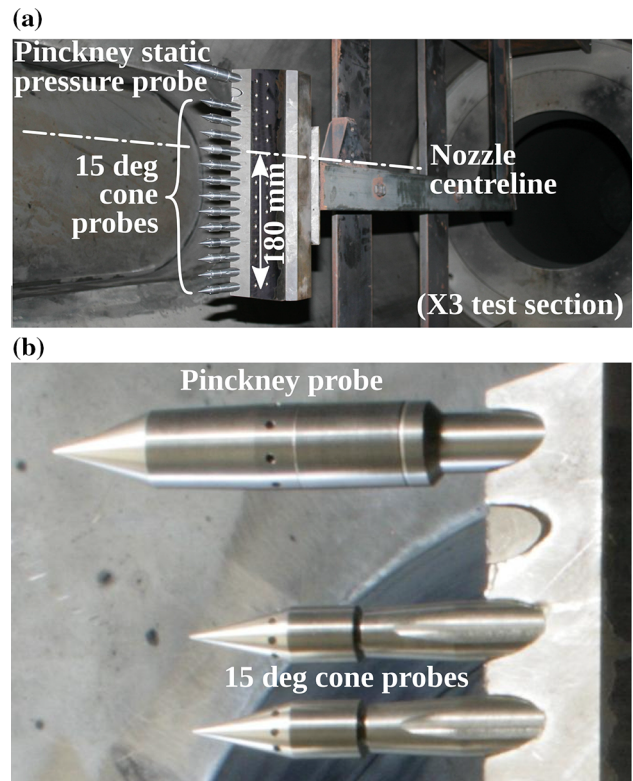 (a)
Pinckney static
pressure probe
15 deg
cone
probes
180 mm
Nozzle
centreline
(X3 test section)
(b)
Pinckney probe
15 deg cone probes